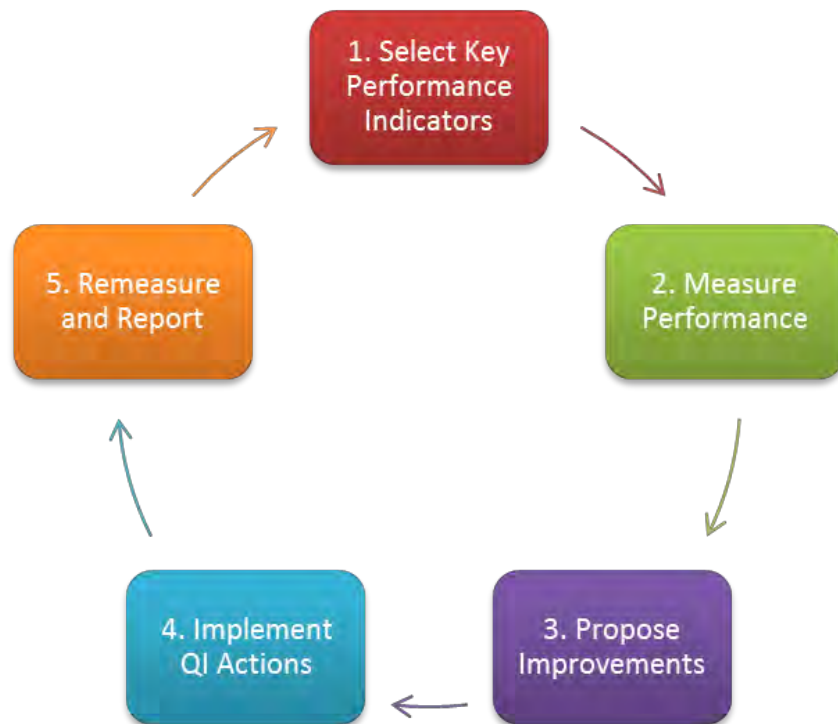 1. Select Key
Performance
Indicators
2. Measure
Performance
3. Propose
Improvements
4. Implement
QI Actions
5. Remeasure
and Report